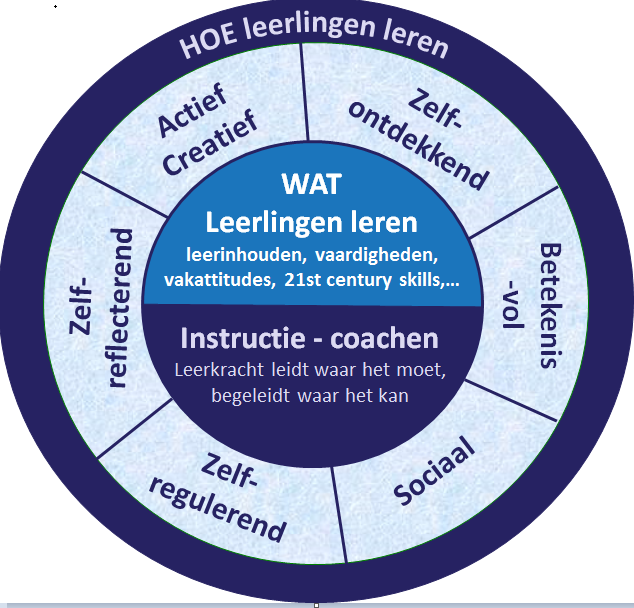 HOE leerlingen leren
Actief
Creatief
Zelf-
ontdekkend
Betekenis
-vol
Sociaal
Zelf-
regulerend
Zelf-
reflecterend
WAT
Leerlingen leren
leerinhouden, vaardigheden,
vakattitudes, 21st century skills,...
Instructie - coachen
Leerkracht leidt waar het moet,
begeleidt waar het kan